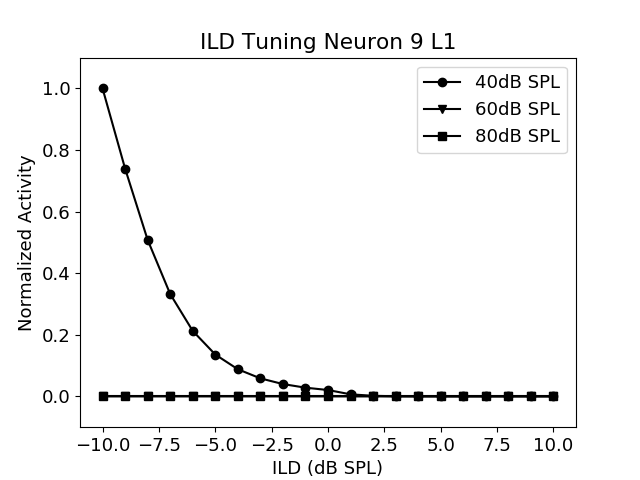 ILD Tuning Neuron 9 L1
40dB SPL
60dB SPL
80dB SPL
Normalized Activity
1.0
0.8
0.6
0.4
0.2
0.0
−10.0 −7.5 −5.0 −2.5 0.0 2.5 5.0 7.5 10.0
ILD (dB SPL)